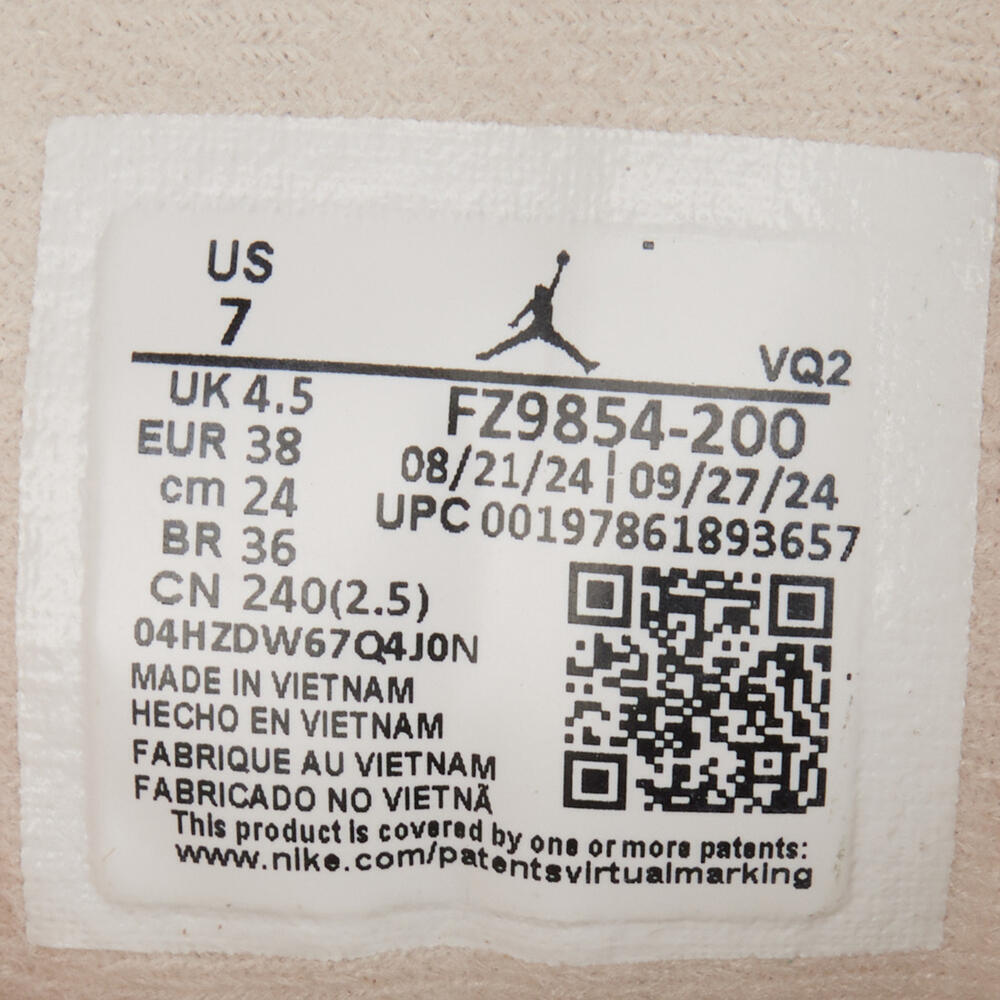 US
7
VQ2
UK 4.5
FZ9854-200
EUR 38
08/21/24 | 09/27/24
cm 24
UPC 00197861893657
BR 36
CN 240(2.5)
04HZDW67Q4J0N
MADE IN VIETNAM
HECHO EN VIETNAM
FABRIQUE AU VIETNAM
FABRICADO NO VIETNÃ
This product is covered by one or more patents:
www.nike.com/patentsvirtualmarking